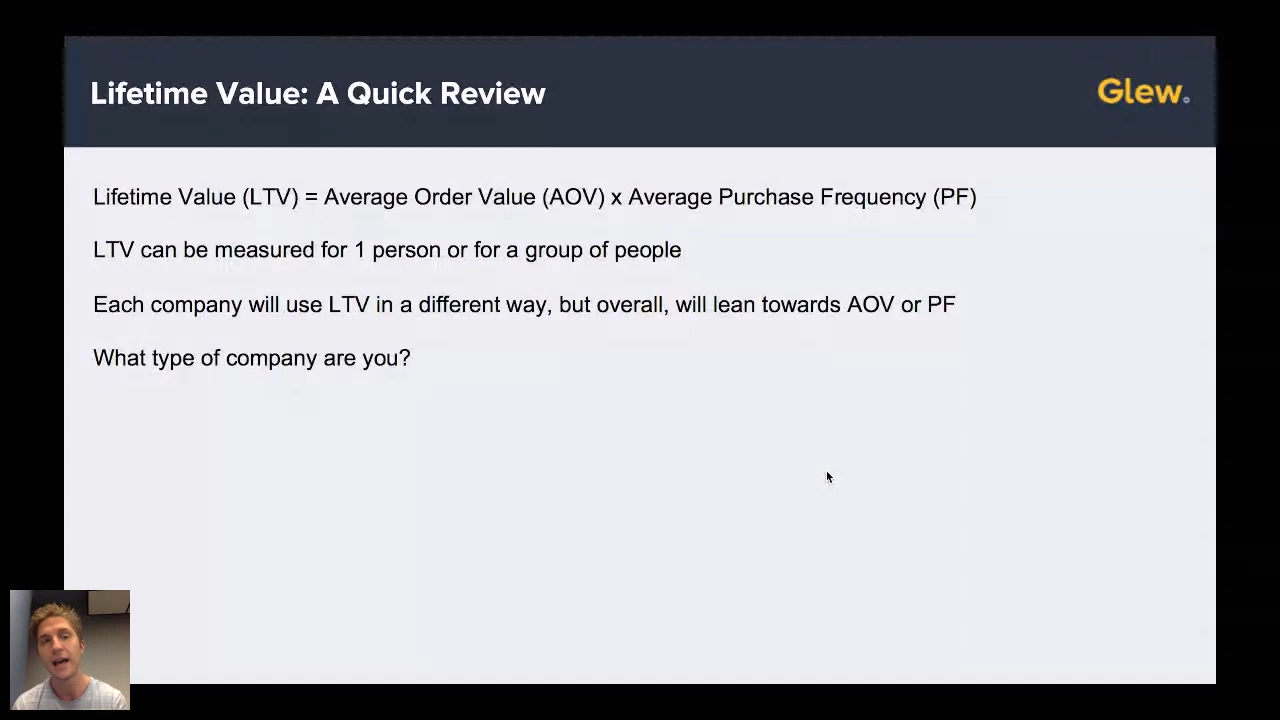 Lifetime Value: A Quick Review
Glew.
Lifetime Value (LTV) = Average Order Value (AOV) x Average Purchase Frequency (PF)
LTV can be measured for 1 person or for a group of people
Each company will use LTV in a different way, but overall, will lean towards AOV or PF
What type of company are you?